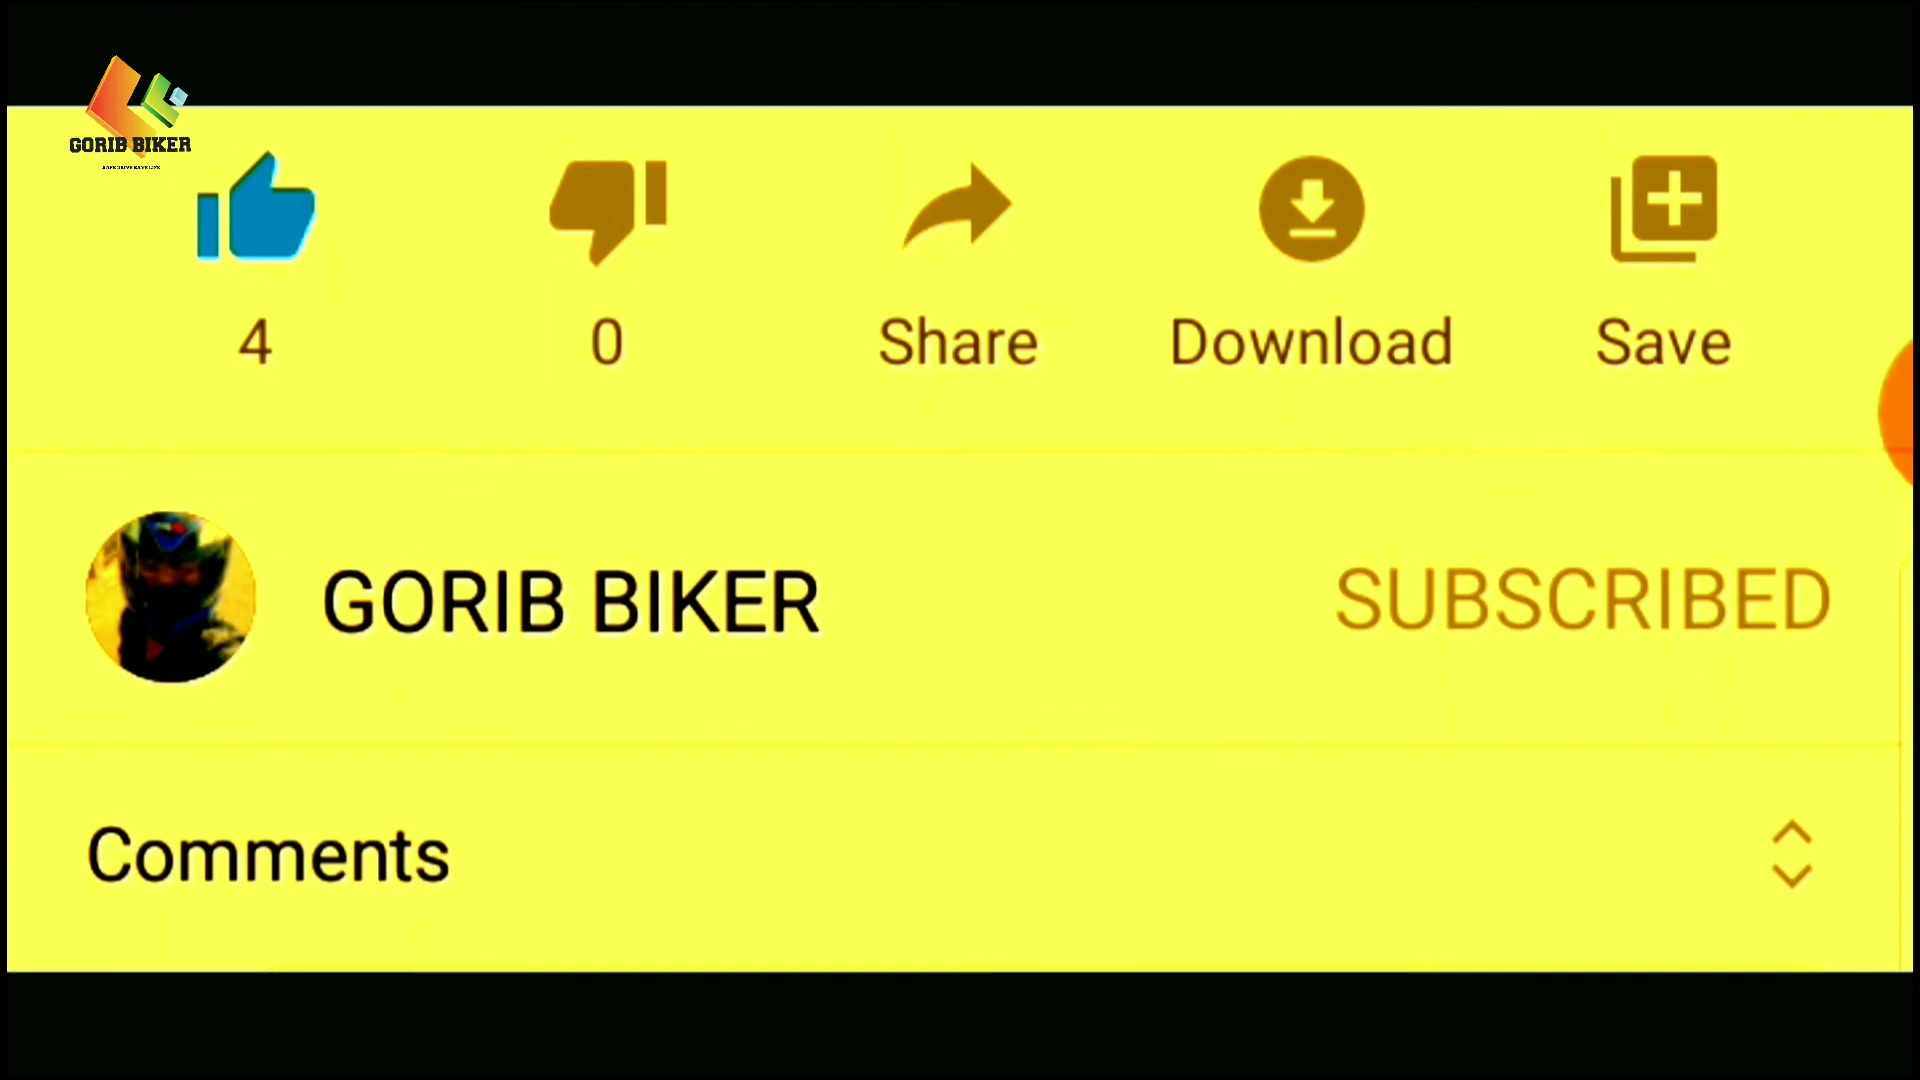 GORIB BIKER
4
0
Share
Download
Save
GORIB BIKER
SUBSCRIBED
Comments